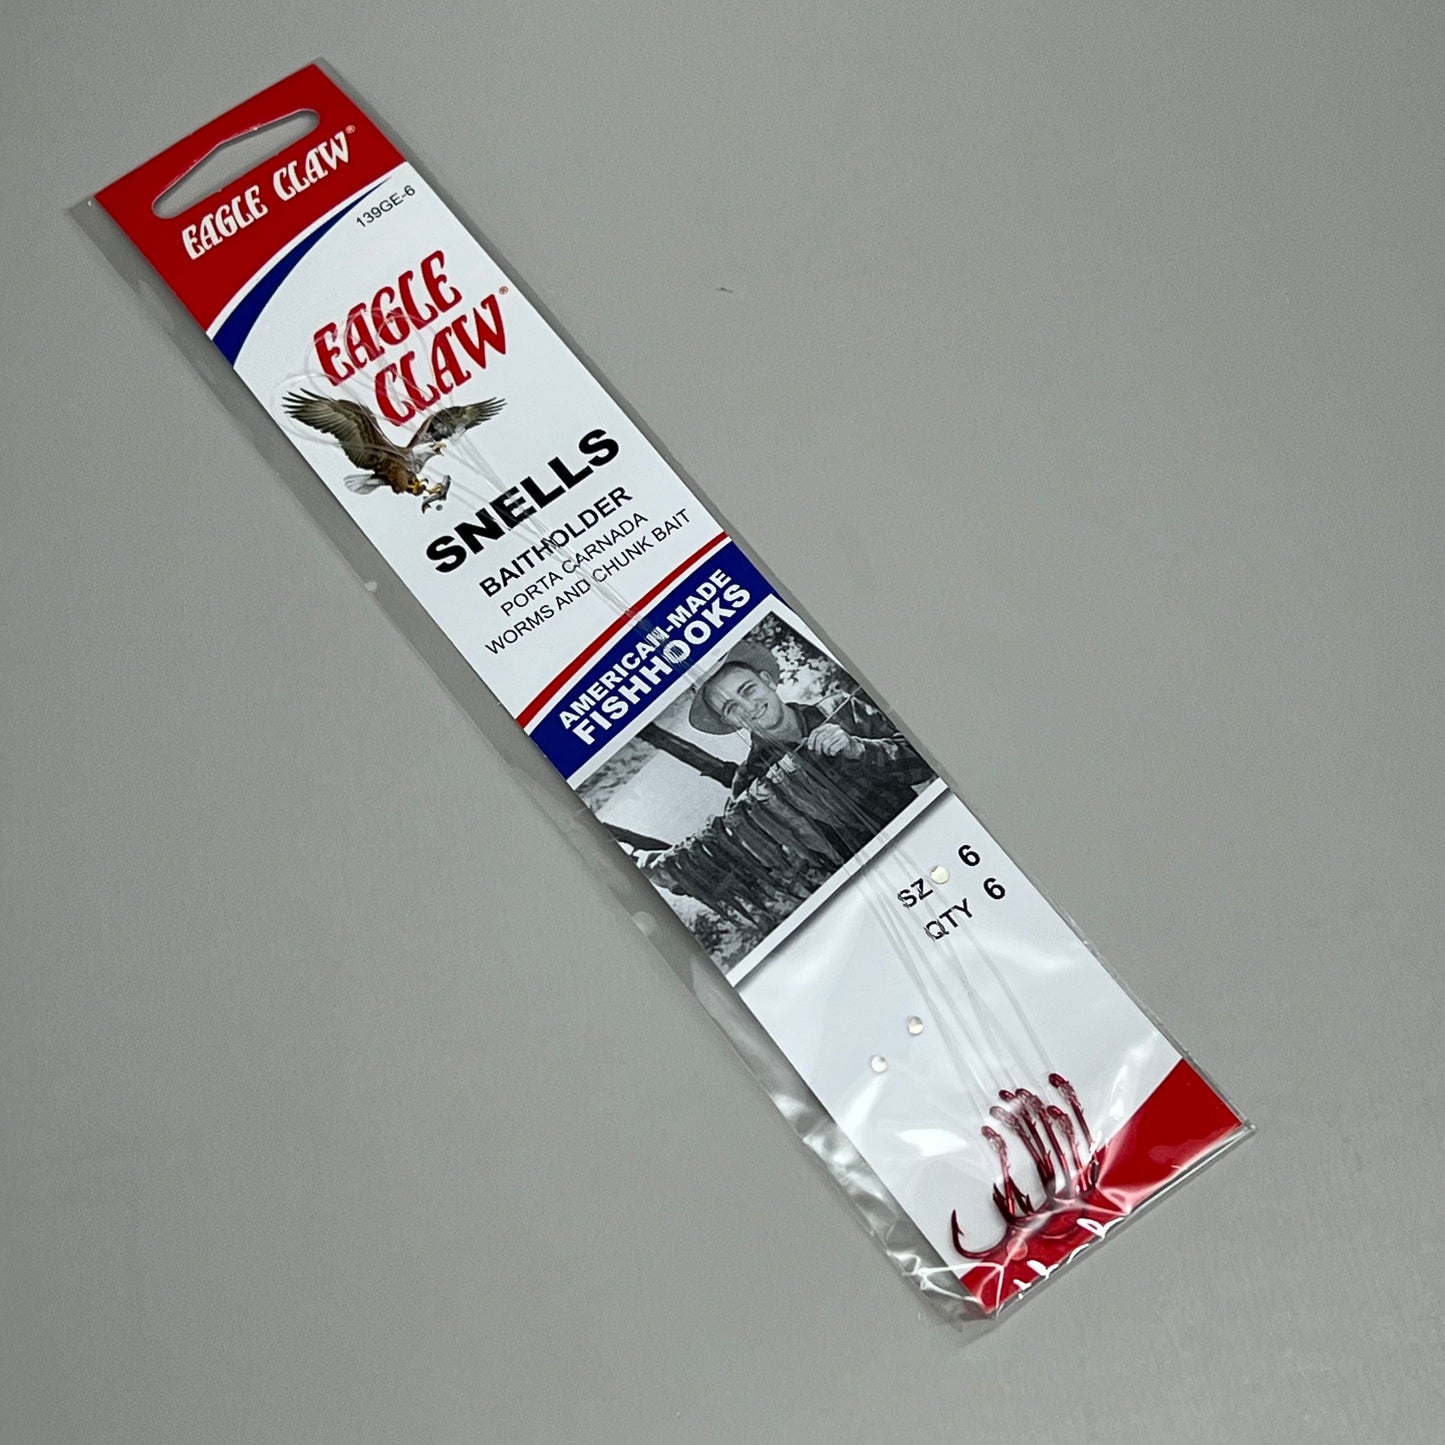 EAGLE CLAW®
139GE-6
EAGLE
CLAW®
SNELLS
BAITHOLDER
PORTA CARNADA
WORMS AND CHUNK BAIT
AMERICAN-MADE
FISHHOOKS
SZ 6
QTY 6